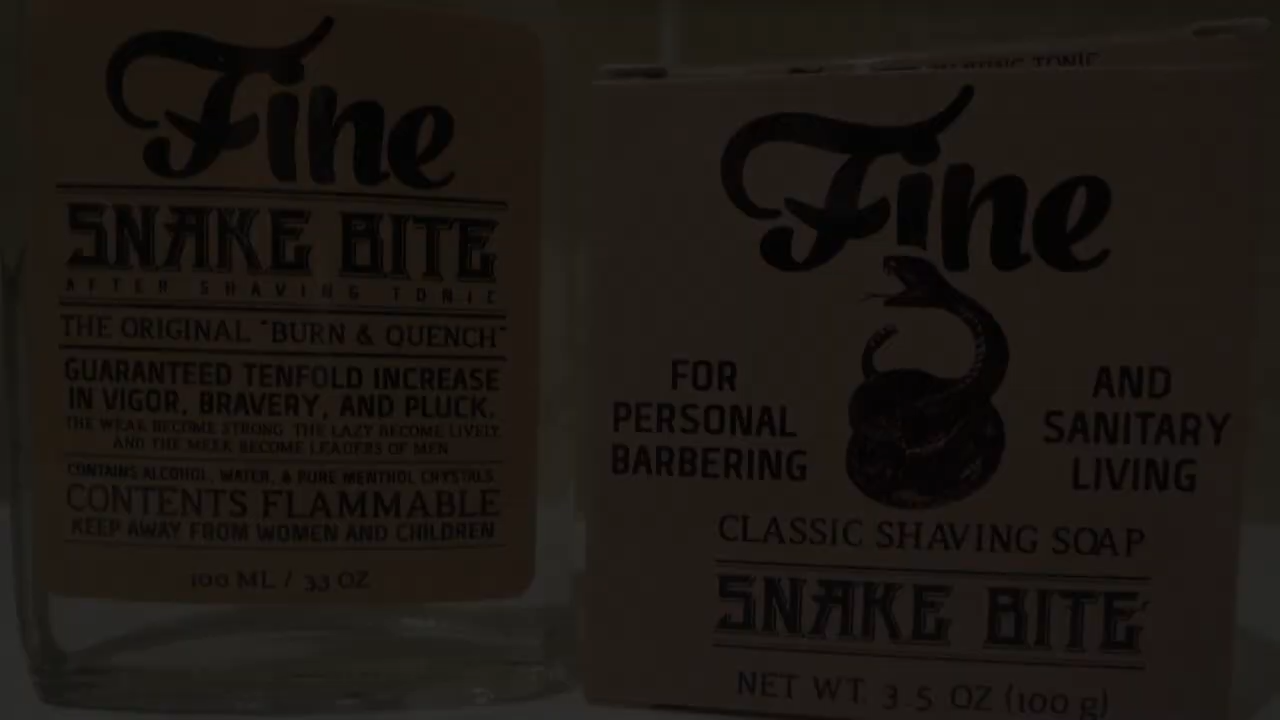 Fine
SNAKE BITE
AFTER SHAVING TONIC
THE ORIGINAL "BURN & QUENCH"
GUARANTEED TENFOLD INCREASE
IN VIGOR, BRAVERY, AND PLUCK.
THE WEAK BECOME STRONG THE LAZY BECOME LIVELY
AND THE MEEK BECOME LEADERS OF MEN
CONTAINS ALCOHOL, WATER, & PURE MENTHOL CRYSTALS
CONTENTS FLAMMABLE
KEEP AWAY FROM WOMEN AND CHILDREN
100 ML / 33 OZ
TONIC
Fine
FOR
PERSONAL
BARBERING
AND
SANITARY
LIVING
CLASSIC SHAVING SOAP
SNAKE BITE
NET WT. 3.5 OZ (100 g)